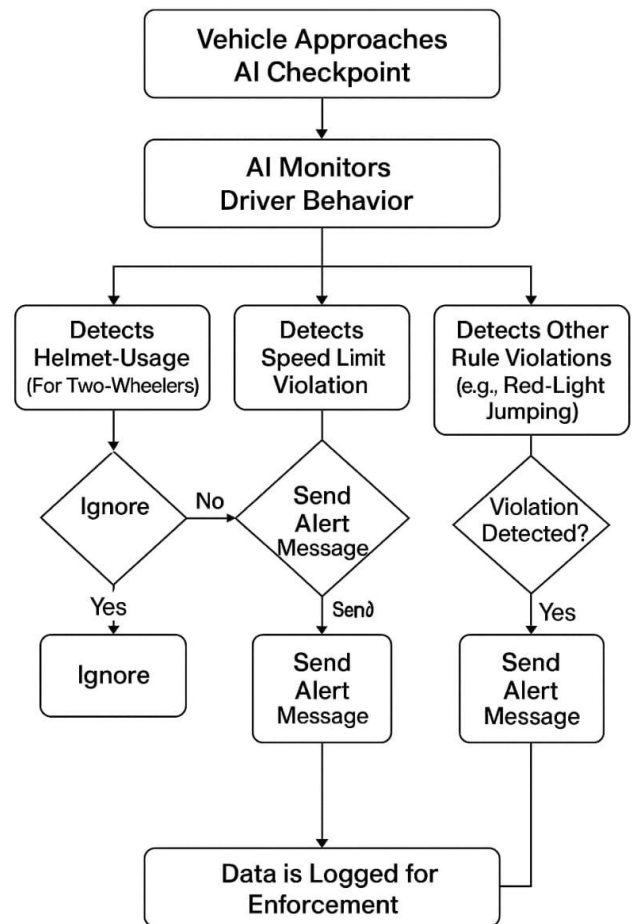 Vehicle Approaches
AI Checkpoint
AI Monitors
Driver Behavior
Detects
Helmet-Usage
(For Two-Wheelers)
Detects
Speed Limit
Violation
Detects Other
Rule Violations
(e.g., Red-Light
Jumping)
Ignore
No
Send
Alert
Message
Violation
Detected?
Yes
Send
Yes
Ignore
Send
Alert
Message
Send
Alert
Message
Data is Logged for
Enforcement